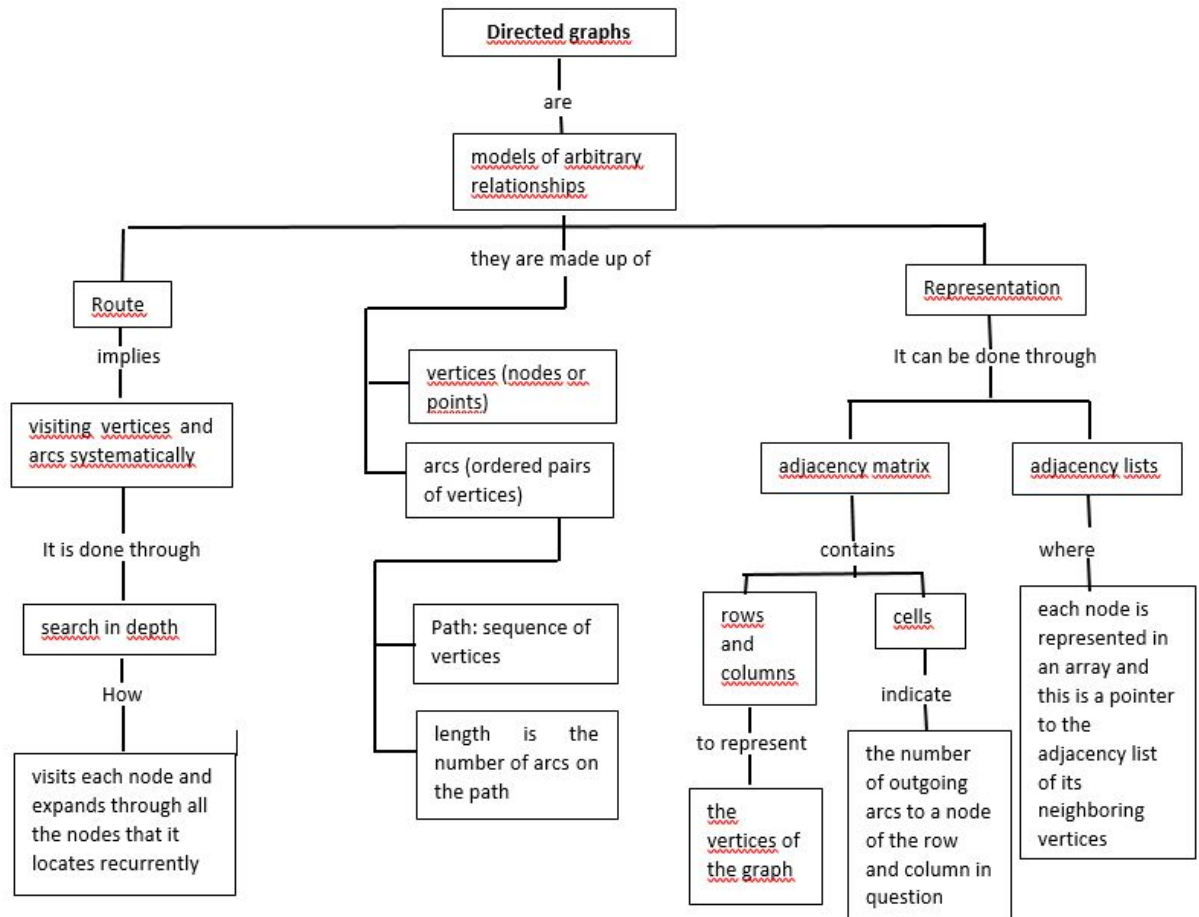 Directed graphs
are
models of arbitrary
relationships
they are made up of
Route
implies
visiting vertices and
arcs systematically
It is done through
search in depth
How
visits each node and
expands through all
the nodes that it
locates recurrently
vertices (nodes or
points)
arcs (ordered pairs
of vertices)
Path: sequence of
vertices
length is the
number of arcs on
the path
Representation
It can be done through
adjacency matrix
contains
rows
and
columns
to represent
the
vertices of
the graph
cells
indicate
the number
of outgoing
arcs to a node
of the row
and column in
question
adjacency lists
where
each node is
represented in
an array and
this is a pointer
to the
adjacency list
of its
neighboring
vertices